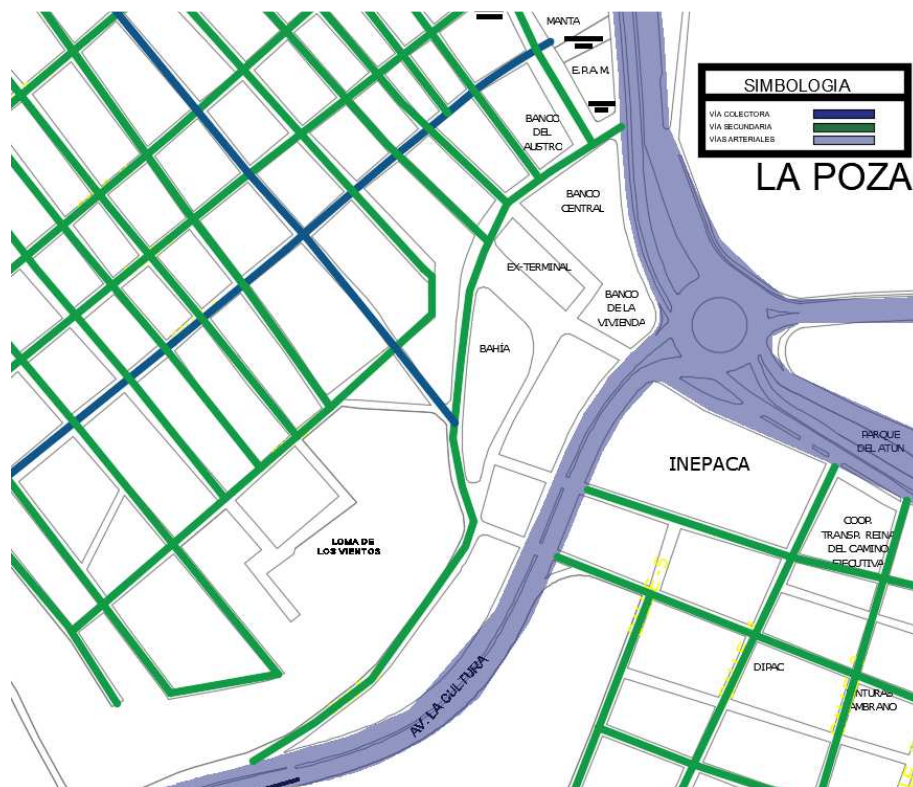 MANTA
E.P.A.M.
SIMBOLOGIA
VÍA COLECTORA
VÍA SECUNDARIA
VÍAS ARTERIALES
BANCO
DEL
AUSTRO
LA POZA
BANCO
CENTRAL
EX-TERMINAL
BANCO
DE LA
VIVIENDA
BAHÍA
PARQUE
DEL ATUN
INEPACA
COOP.
TRANSP. REINA
DEL CAMINO
EJECUTIVA
LOMA DE
LOS VIENTOS
DIPAC
AV. LA CULTURA